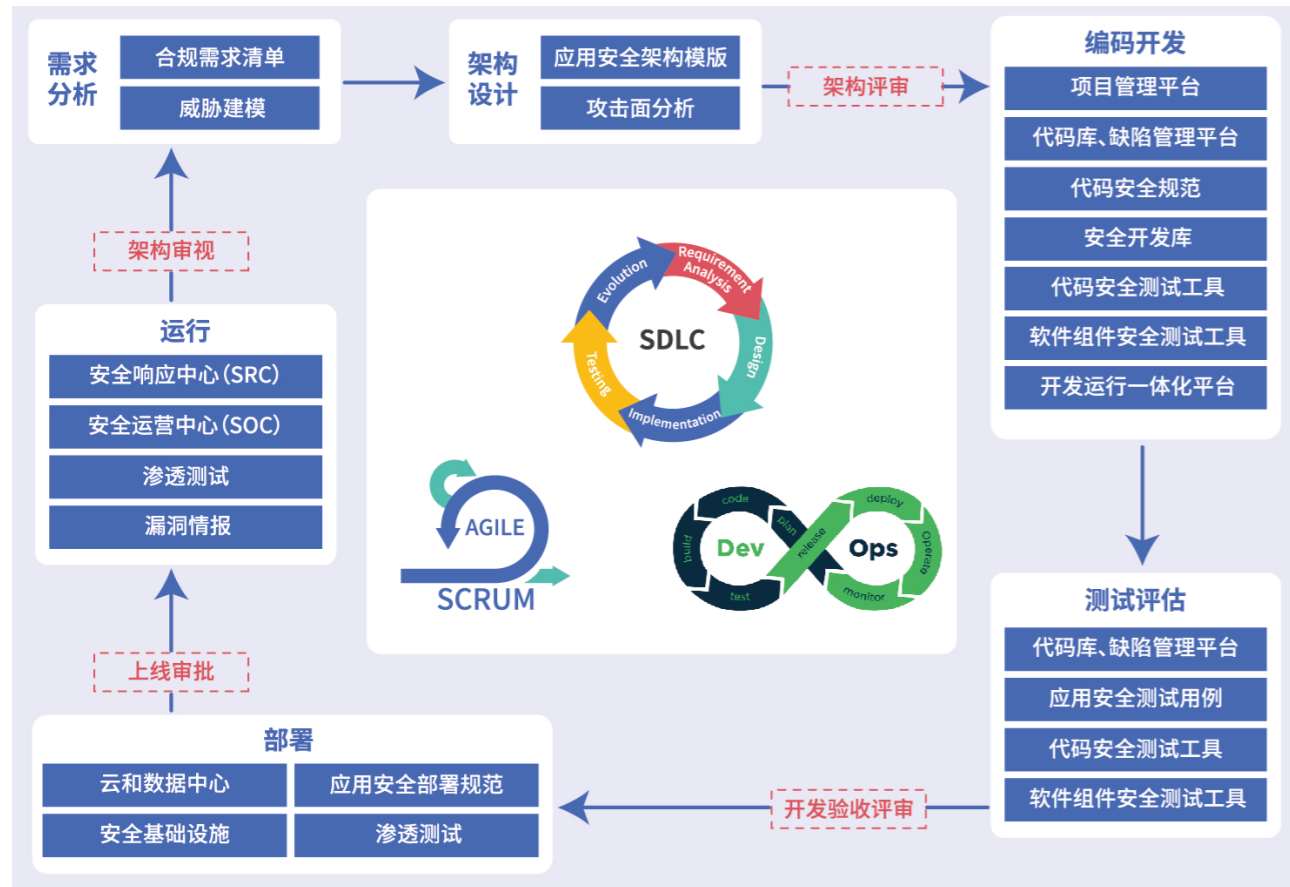 需求
分析
合规需求清单
威胁建模
架构
设计
应用安全架构模版
攻击面分析
架构评审
编码开发
项目管理平台
代码库、缺陷管理平台
代码安全规范
安全开发库
代码安全测试工具
软件组件安全测试工具
开发运行一体化平台
测试评估
代码库、缺陷管理平台
应用安全测试用例
代码安全测试工具
软件组件安全测试工具
开发验收评审
部署
云和数据中心
应用安全部署规范
安全基础设施
渗透测试
上线审批
运行
安全响应中心(SRC)
安全运营中心(SOC)
渗透测试
漏洞情报
架构审视
SDLC
Requirement
Analysis
Design
Implementation
Testing
Evolution
AGILE
SCRUM
Dev
Ops
code
plan
build
test
release
deploy
Operate
monitor